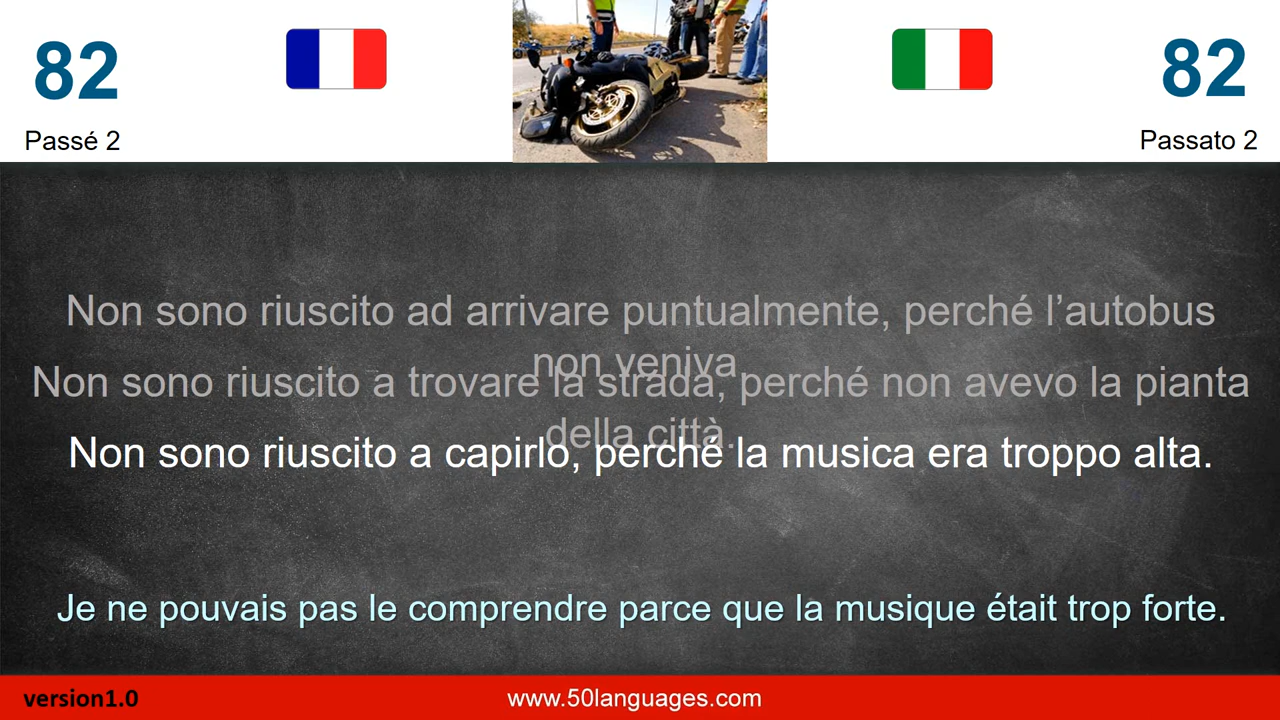 82
82
Passé 2
Passato 2
Non sono riuscito ad arrivare puntualmente, perché l’autobus
non veniva.
Non sono riuscito a trovare la strada, perché non avevo la pianta
della città.
Non sono riuscito a capirlo, perché la musica era troppo alta.
Je ne pouvais pas le comprendre parce que la musique était trop forte.
version1.0
www.50languages.com